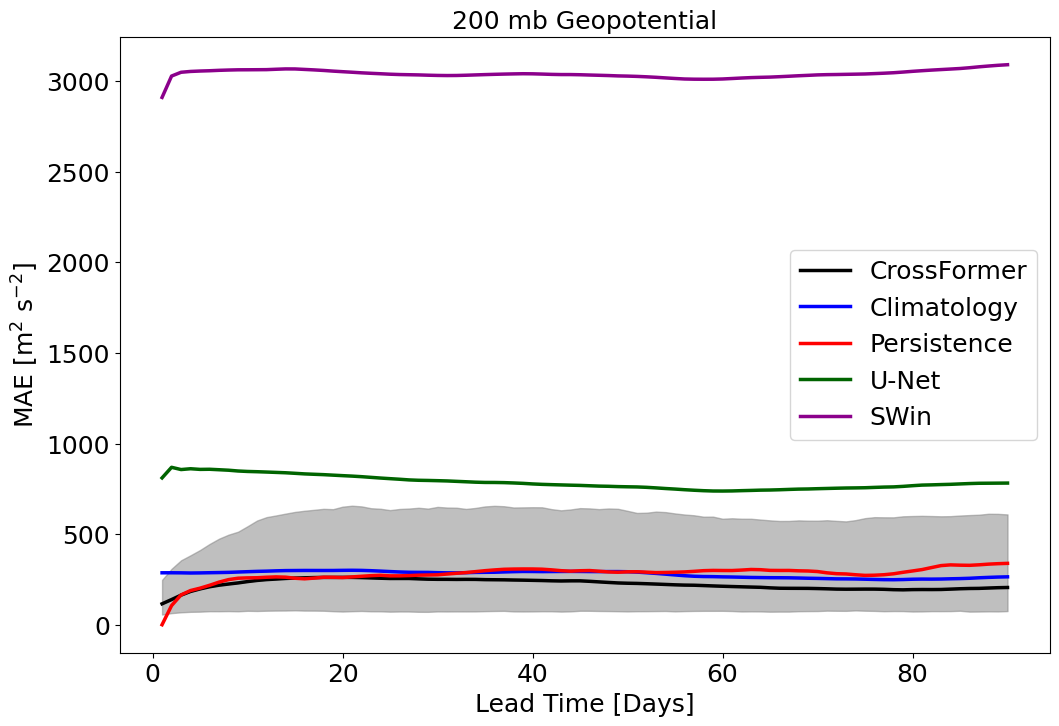 200 mb Geopotential
MAE [m² s⁻²]
3000
2500
2000
1500
1000
500
0
CrossFormer
Climatology
Persistence
U-Net
SWin
0 20 40 60 80
Lead Time [Days]